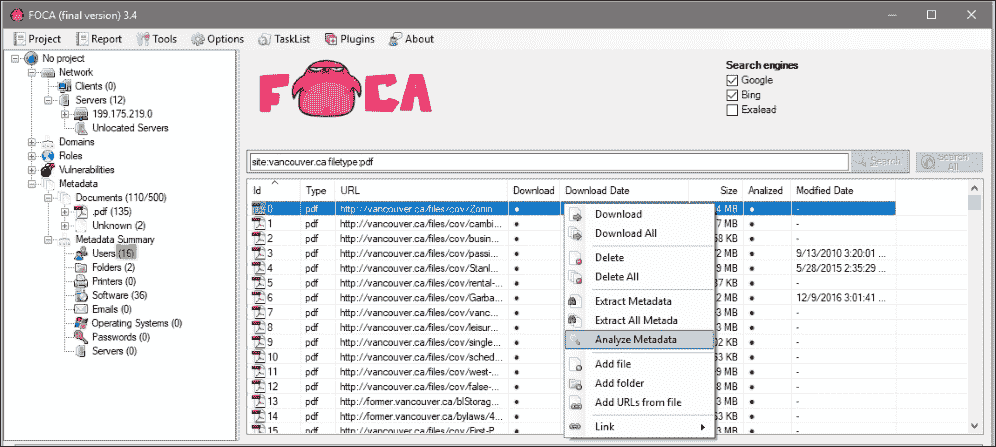 FOCA (final version) 3.4
Project Report Tools Options TaskList Plugins About
No project
Network
Clients (0)
Servers (12)
199.175.219.0
Unlocated Servers
Domains
Roles
Vulnerabilities
Metadata
Documents (110/500)
.pdf (135)
Unknown (2)
Metadata Summary
Users (16)
Folders (2)
Printers (0)
Software (36)
Emails (0)
Operating Systems (0)
Passwords (0)
Servers (0)
FOCA
Search engines
Google
Bing
Exalead
site:vancouver.ca filetype:pdf
Search
Search All
Id Type URL Download Download Date Size Analized Modfied Date
0 pdf http://vancouver.ca/files/cov/Zonin 4 MB -
1 pdf http://vancouver.ca/files/cov/cambi... 7 MB -
2 pdf http://vancouver.ca/files/cov/busin... 58 KB -
3 pdf http://vancouver.ca/files/cov/passi... 2 MB 9/13/2010 3:20:01 ...
4 pdf http://vancouver.ca/files/cov/Stanl... 9 MB 5/28/2015 2:35:29 ...
5 pdf http://vancouver.ca/files/cov/rental-... 37 KB -
6 pdf http://vancouver.ca/files/cov/Garba... 2 MB 12/9/2016 3:01:41 ...
7 pdf http://vancouver.ca/files/cov/vanc... MB -
8 pdf http://vancouver.ca/files/cov/leisur... MB -
9 pdf http://vancouver.ca/files/cov/single... 02 KB -
10 pdf http://vancouver.ca/files/cov/sched... KB -
11 pdf http://vancouver.ca/files/cov/west-... KB -
12 pdf http://vancouver.ca/files/cov/false-... KB -
13 pdf http://former.vancouver.ca/blStorag... 3 MB -
14 pdf http://former.vancouver.ca/bylaws/4... KB -
15 pdf http://vancouver.ca/files/cov/First-P... MB -
Download
Download All
Delete
Delete All
Extract Metadata
Extract All Metada
Analyze Metadata
Add file
Add folder
Add URLs from file
Link